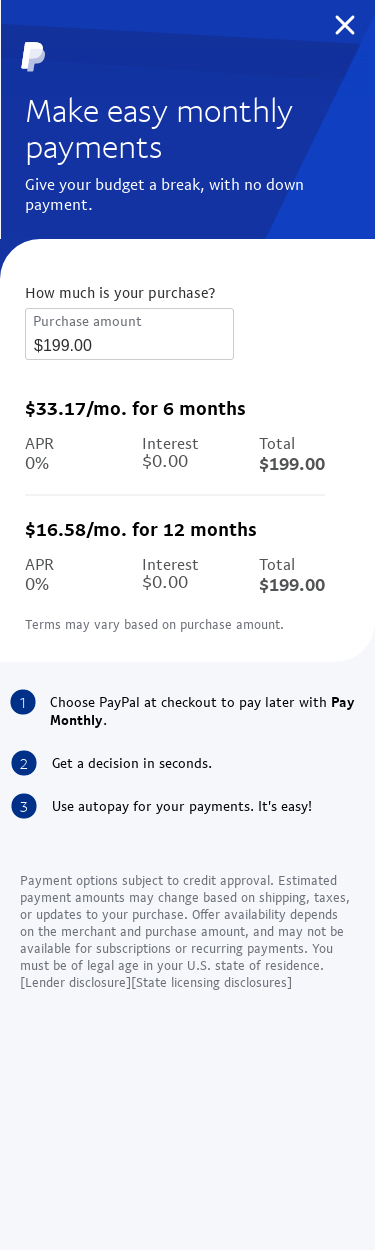 Make easy monthly
payments
Give your budget a break, with no down
payment.
How much is your purchase?
Purchase amount
$199.00
$33.17/mo. for 6 months
APR Interest Total
0% $0.00 $199.00
$16.58/mo. for 12 months
APR Interest Total
0% $0.00 $199.00
Terms may vary based on purchase amount.
1 Choose PayPal at checkout to pay later with Pay
Monthly.
2 Get a decision in seconds.
3 Use autopay for your payments. It's easy!
Payment options subject to credit approval. Estimated
payment amounts may change based on shipping, taxes,
or updates to your purchase. Offer availability depends
on the merchant and purchase amount, and may not be
available for subscriptions or recurring payments. You
must be of legal age in your U.S. state of residence.
[Lender disclosure][State licensing disclosures]